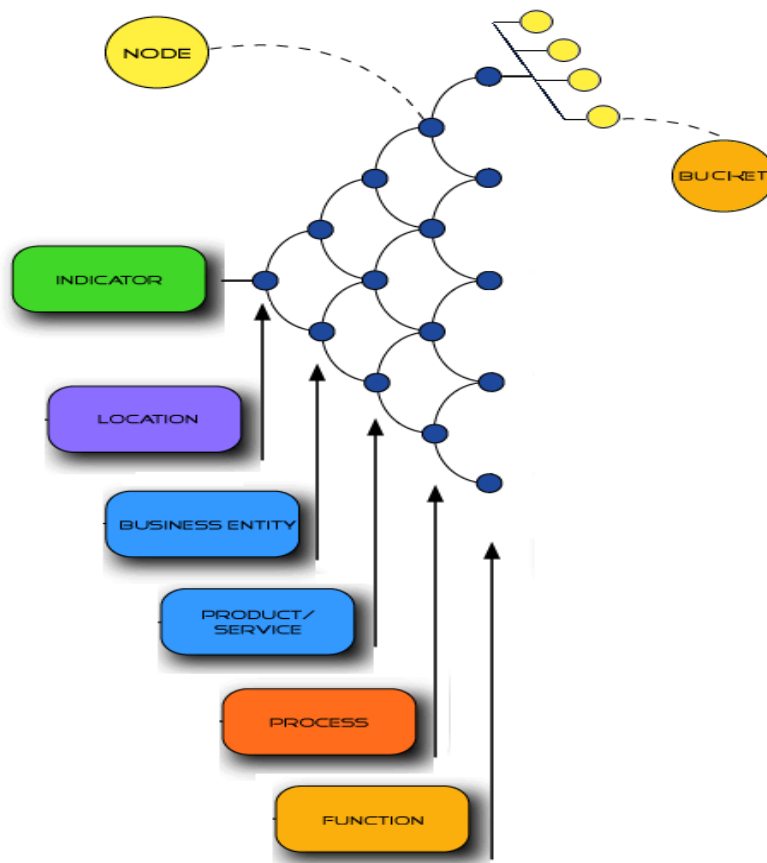 NODE
BUCKET
INDICATOR
LOCATION
BUSINESS ENTITY
PRODUCT/
SERVICE
PROCESS
FUNCTION